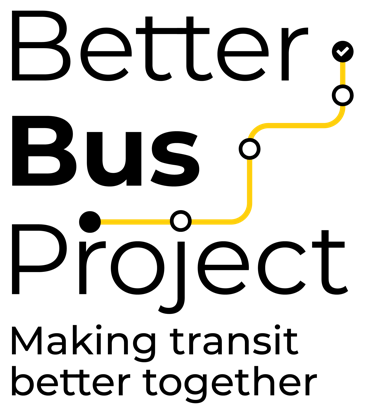 Better
Bus
Project
Making transit
better together